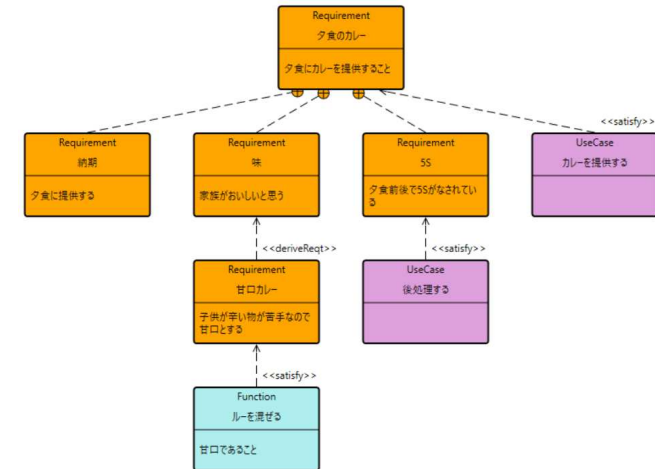 Requirement
夕食のカレー
夕食にカレーを提供すること
<<satisfy>>
Requirement
納期
夕食に提供する
Requirement
味
家族がおいしいと思う
Requirement
5S
夕食前後で5Sがなされてい
る
UseCase
カレーを提供する
<<deriveReqt>>
<<satisfy>>
Requirement
甘口カレー
子供が辛い物が苦手なので
甘口とする
UseCase
後処理する
<<satisfy>>
Function
ルーを混ぜる
甘口であること